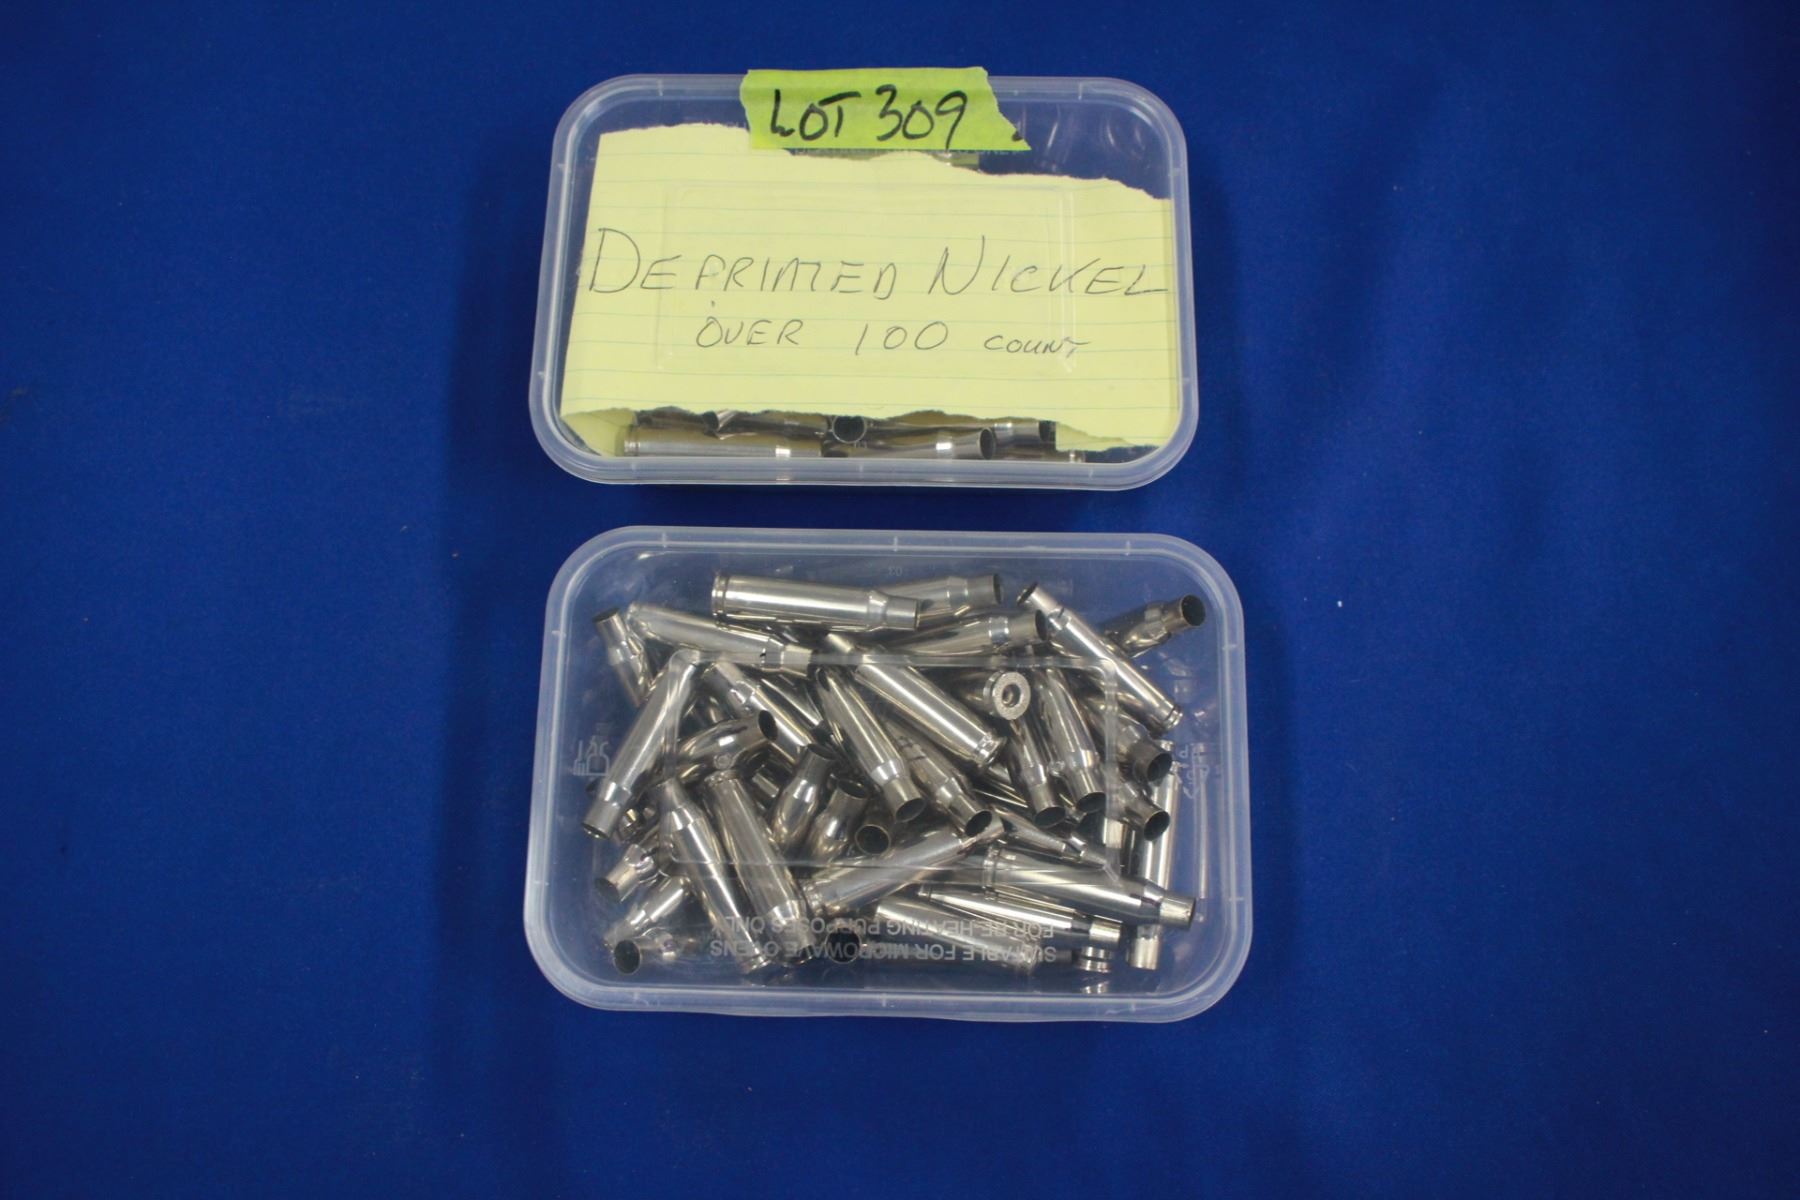 LOT 309
DEPRIMED NICKEL
OVER 100 COUNT
SUITABLE FOR MICROWAVE OVENS
FOR RE-HEATING PURPOSES ONLY